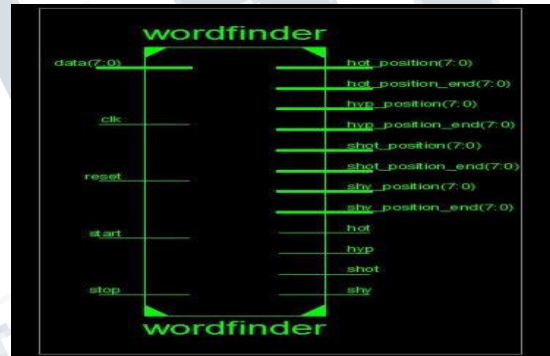 wordfinder
data(7:0)
clk
reset
start
stop
hot_position(7:0)
hot_position_end(7:0)
hyp_position(7:0)
hyp_position_end(7:0)
shot_position(7:0)
shot_position_end(7:0)
shy_position(7:0)
shy_position_end(7:0)
hot
hyp
shot
shy
wordfinder